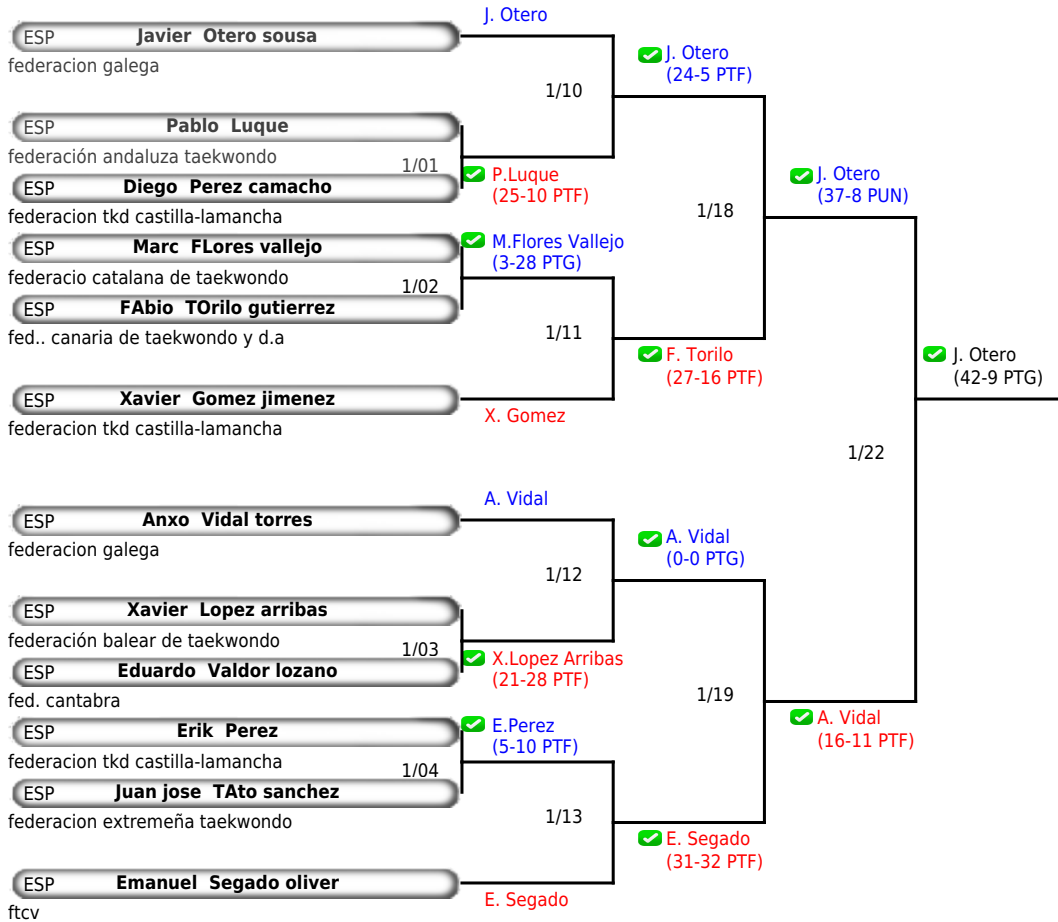 J. Otero
ESP Javier Otero sousa
federacion galega
J. Otero
(24-5 PTF)
1/10
ESP Pablo Luque
federación andaluza taekwondo
1/01
P.Luque
(25-10 PTF)
ESP Diego Perez camacho
federacion tkd castilla-lamancha
J. Otero
(37-8 PUN)
1/18
ESP Marc FLores vallejo
federacio catalana de taekwondo
M.Flores Vallejo
(3-28 PTG)
1/02
ESP FAbio TOrilo gutierrez
fed.. canaria de taekwondo y d.a
1/11
F. Torilo
(27-16 PTF)
J. Otero
(42-9 PTG)
ESP Xavier Gomez jimenez
federacion tkd castilla-lamancha
X. Gomez
1/22
A. Vidal
ESP Anxo Vidal torres
federacion galega
A. Vidal
(0-0 PTG)
1/12
ESP Xavier Lopez arribas
federación balear de taekwondo
1/03
X.Lopez Arribas
(21-28 PTF)
ESP Eduardo Valdor lozano
fed. cantabra
1/19
A. Vidal
(16-11 PTF)
ESP Erik Perez
federacion tkd castilla-lamancha
E.Perez
(5-10 PTF)
1/04
ESP Juan jose TAto sanchez
federacion extremeña taekwondo
1/13
E. Segado
(31-32 PTF)
ESP Emanuel Segado oliver
ftcv
E. Segado